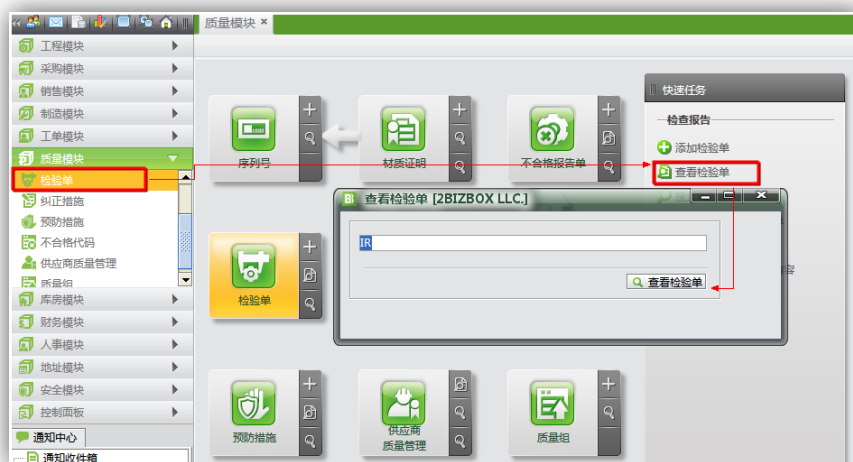 质量模块 ×
工程模块
采购模块
销售模块
制造模块
工单模块
质量模块
检验单
纠正措施
预防措施
不合格代码
供应商质量管理
质量组
库房模块
财务模块
人事模块
地址模块
安全模块
控制面板
通知中心
通知收件箱
序列号
材质证明
不合格报告单
检验单
预防措施
供应商
质量管理
质量组
快速任务
检查报告
添加检验单
查看检验单
查看检验单 [2BIZBOX LLC.]
IR
查看检验单
容